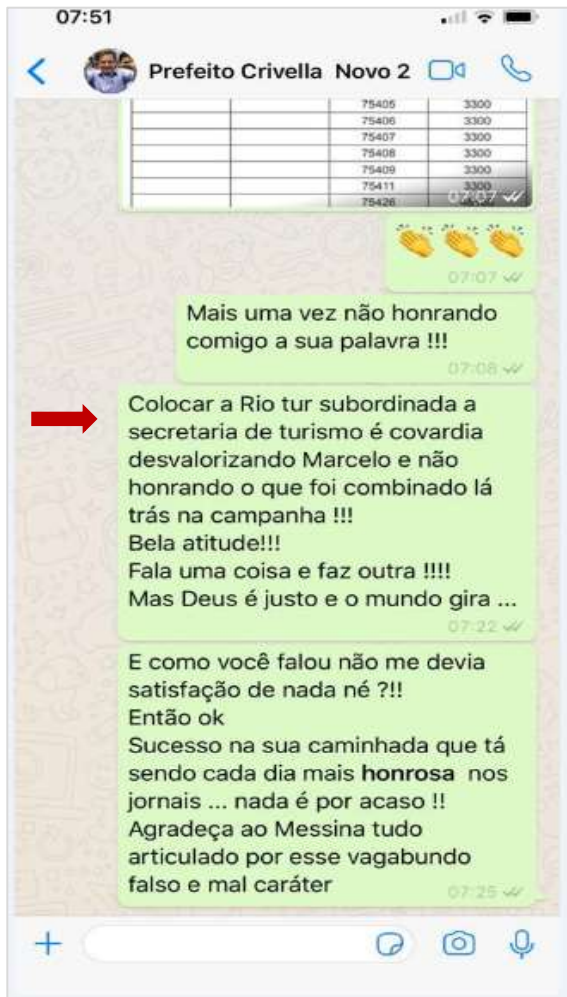 07:51
Prefeito Crivella Novo 2
75405 3300
75406 3300
75407 3300
75408 3300
75409 3300
75411 3300
75426
07:07
👏👏👏
07:07
Mais uma vez não honrando
comigo a sua palavra !!!
07:08
Colocar a Rio tur subordinada a
secretaria de turismo é covardia
desvalorizando Marcelo e não
honrando o que foi combinado lá
trás na campanha !!!
Bela atitude!!!
Fala uma coisa e faz outra !!!!
Mas Deus é justo e o mundo gira ...
07:22
E como você falou não me devia
satisfação de nada né ?!!
Então ok
Sucesso na sua caminhada que tá
sendo cada dia mais honrosa nos
jornais ... nada é por acaso !!
Agradeça ao Messina tudo
articulado por esse vagabundo
falso e mal caráter
07:25